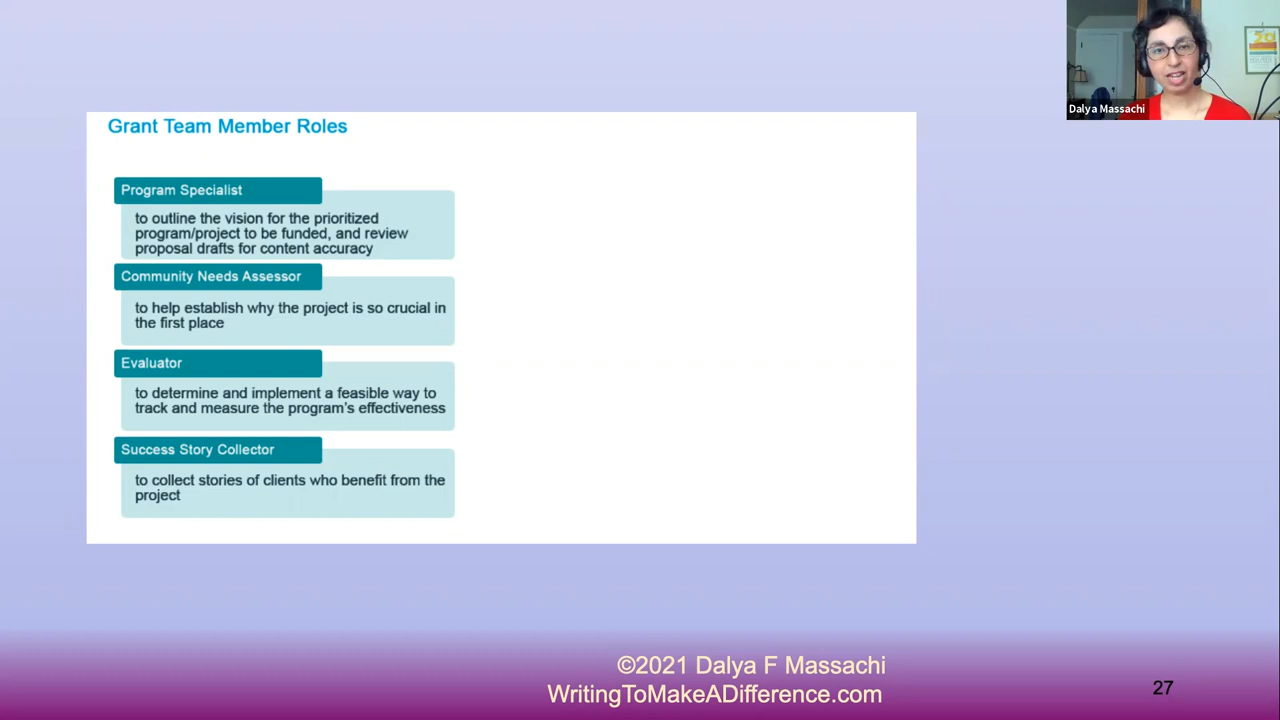 Dalya Massachi
Grant Team Member Roles
Program Specialist
to outline the vision for the prioritized
program/project to be funded, and review
proposal drafts for content accuracy
Community Needs Assessor
to help establish why the project is so crucial in
the first place
Evaluator
to determine and implement a feasible way to
track and measure the program's effectiveness
Success Story Collector
to collect stories of clients who benefit from the
project
©2021 Dalya F Massachi
WritingToMakeADifference.com
27